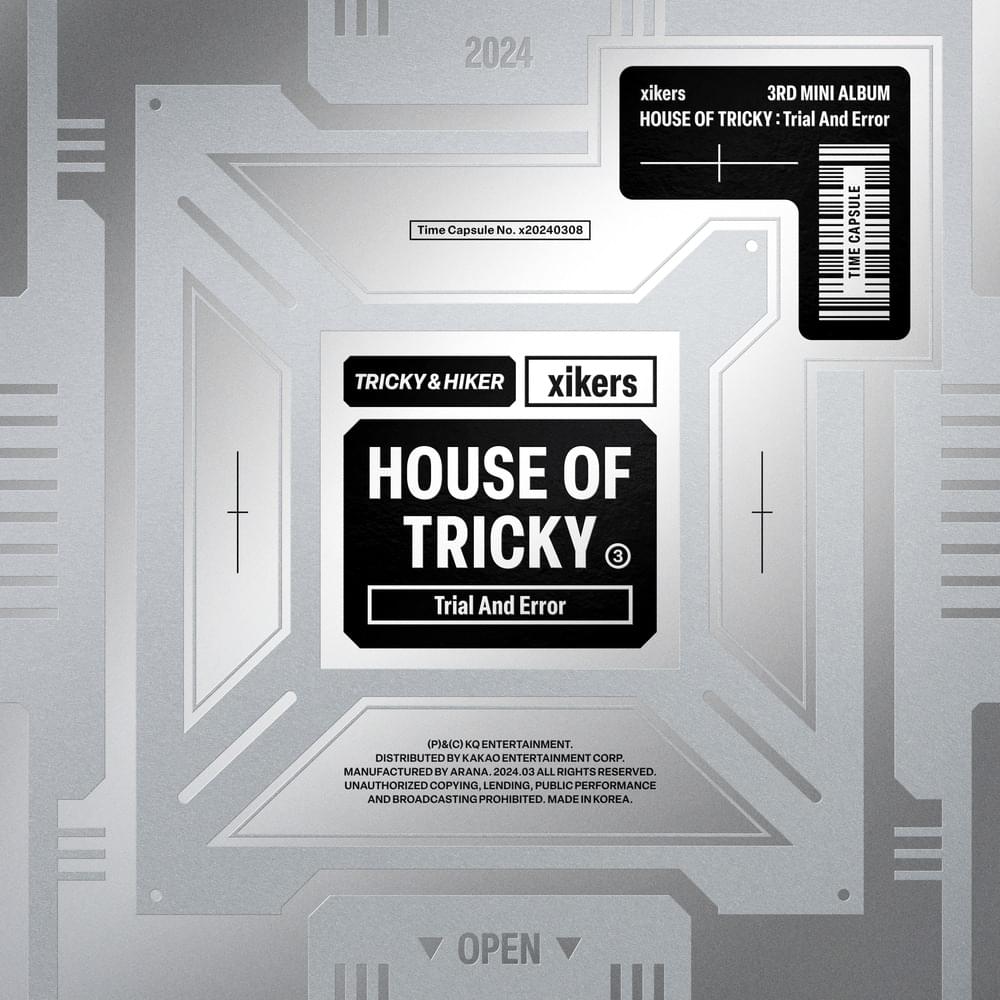 2024
xikers 3RD MINI ALBUM
HOUSE OF TRICKY : Trial And Error
TIME CAPSULE
Time Capsule No. x20240308
TRICKY & HIKER
xikers
HOUSE OF
TRICKY ③
Trial And Error
(P)&(C) KQ ENTERTAINMENT.
DISTRIBUTED BY KAKAO ENTERTAINMENT CORP.
MANUFACTURED BY ARANA. 2024.03 ALL RIGHTS RESERVED.
UNAUTHORIZED COPYING, LENDING, PUBLIC PERFORMANCE
AND BROADCASTING PROHIBITED. MADE IN KOREA.
▼ OPEN ▼